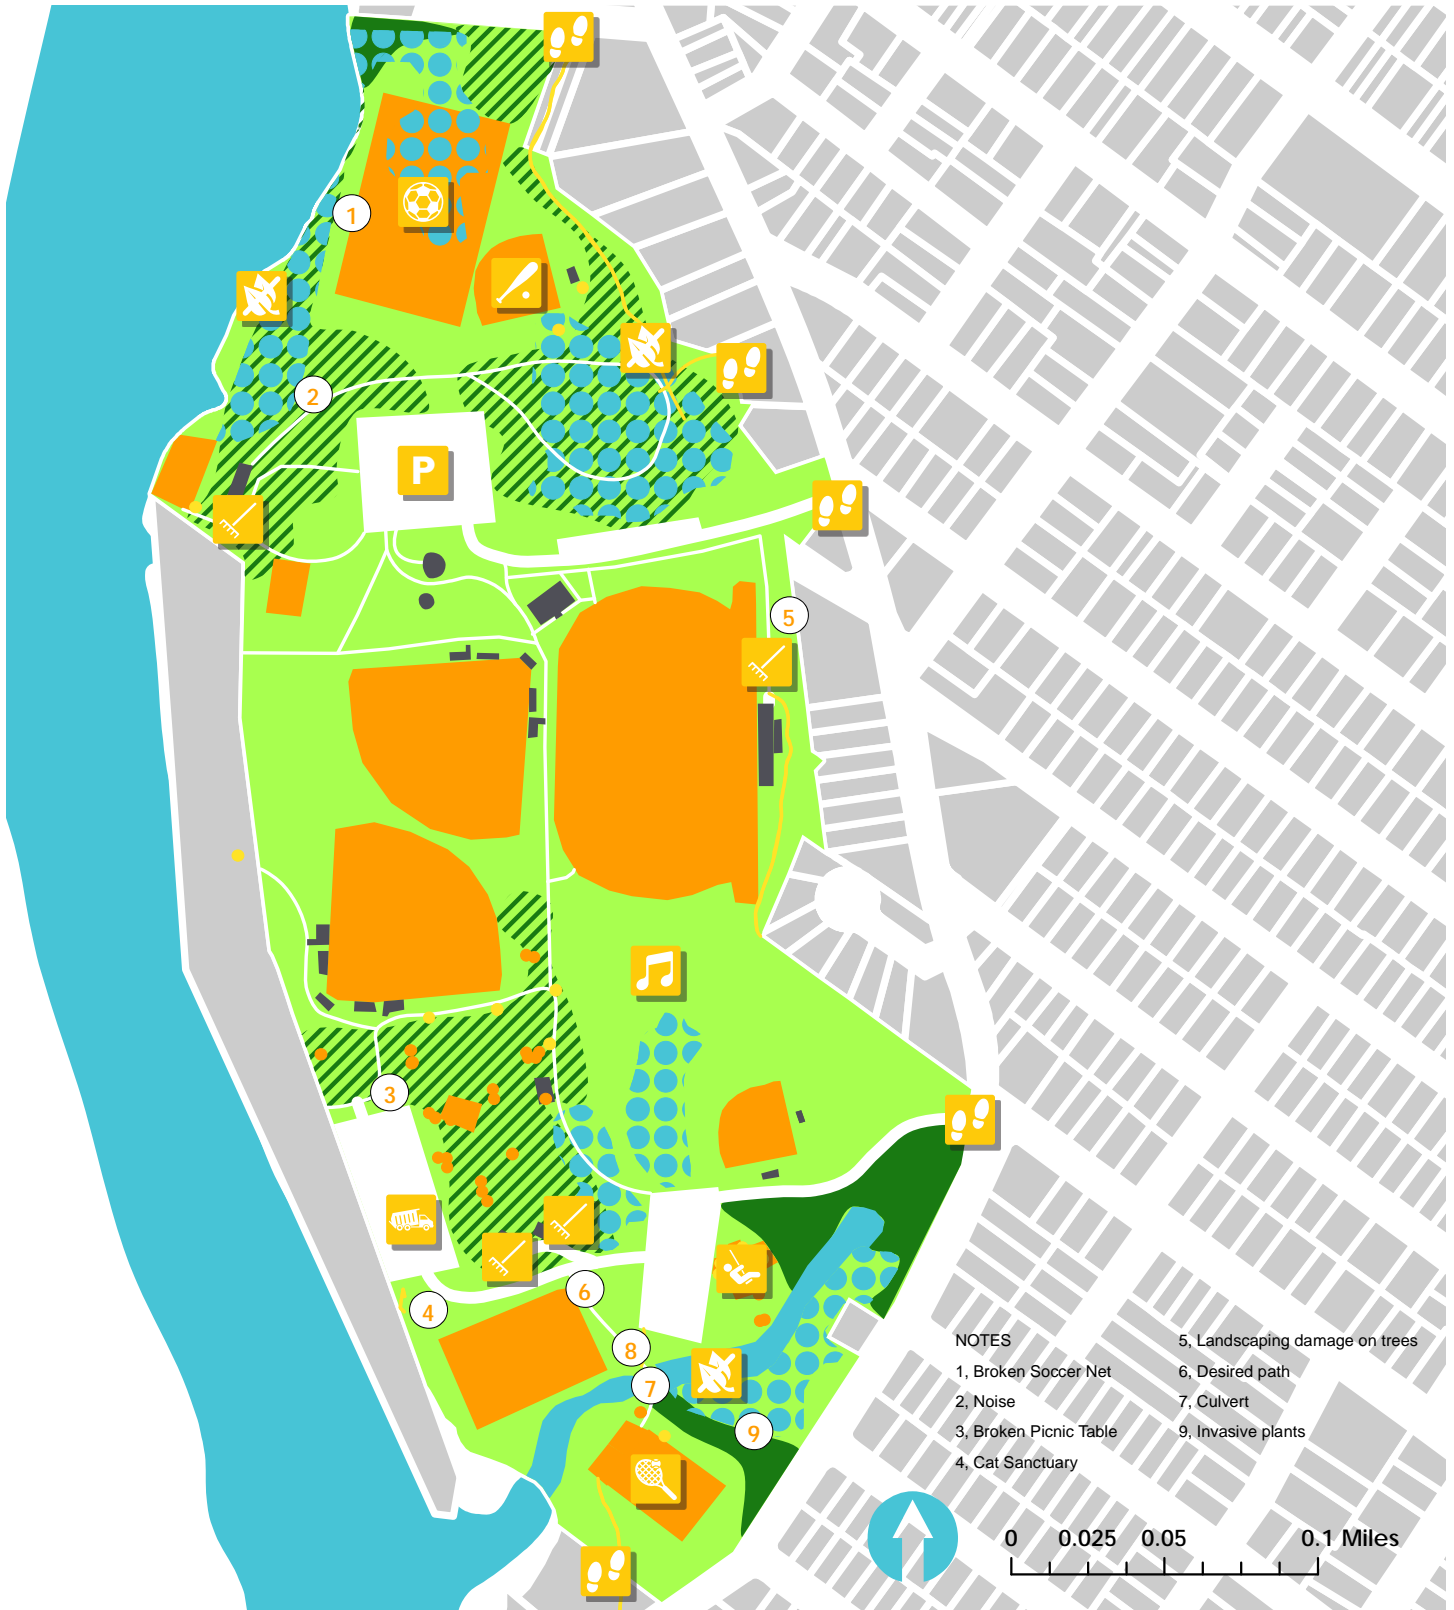 1
2
P
5
3
4
6
8
7
9
NOTES
1, Broken Soccer Net
2, Noise
3, Broken Picnic Table
4, Cat Sanctuary
5, Landscaping damage on trees
6, Desired path
7, Culvert
9, Invasive plants
0 0.025 0.05 0.1 Miles